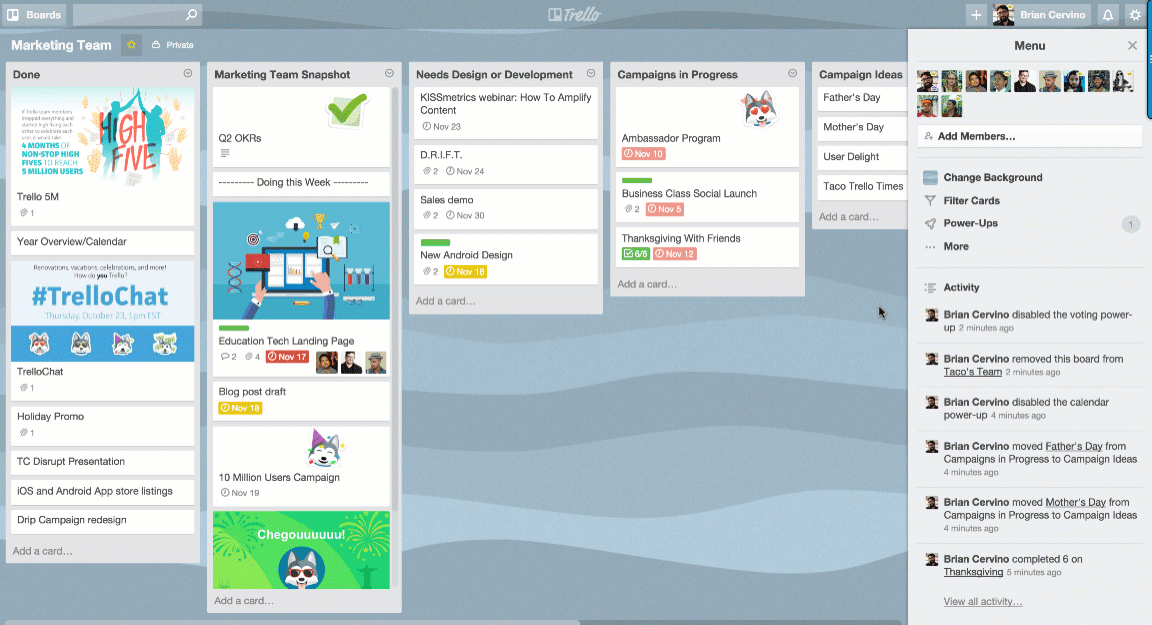 Boards
Trello
Brian Cervino
Marketing Team
Private
Done
If Trello team members
dropped everything and
started high fiving each
other to celebrate each
user it would take
4 MONTHS OF
NON-STOP HIGH
FIVES TO REACH
5 MILLION USERS
HIGH
FIVE
Trello 5M
1
Year Overview/Calendar
Renovations, vacations, celebrations, and more!
How do you Trello?
#TrelloChat
Thursday, October 23, 1pm EST
TrelloChat
1
Holiday Promo
1
TC Disrupt Presentation
iOS and Android App store listings
Drip Campaign redesign
Add a card…
Marketing Team Snapshot
Q2 OKRs
--------- Doing this Week ---------
Education Tech Landing Page
2 4 Nov 17
Blog post draft
Nov 18
10 Million Users Campaign
Nov 19
Chegouuuuuu!
Add a card…
Needs Design or Development
KISSmetrics webinar: How To Amplify
Content
Nov 23
D.R.I.F.T.
2 Nov 24
Sales demo
2 Nov 30
New Android Design
2 Nov 18
Add a card…
Campaigns in Progress
Ambassador Program
Nov 10
Business Class Social Launch
2 Nov 5
Thanksgiving With Friends
6/6 Nov 12
Add a card…
Campaign Ideas
Father's Day
Mother's Day
User Delight
Taco Trello Times
Add a card…
Menu
Add Members…
Change Background
Filter Cards
Power-Ups 1
More
Activity
Brian Cervino disabled the voting power-
up 2 minutes ago
Brian Cervino removed this board from
Taco's Team 2 minutes ago
Brian Cervino disabled the calendar
power-up 4 minutes ago
Brian Cervino moved Father's Day from
Campaigns in Progress to Campaign Ideas
4 minutes ago
Brian Cervino moved Mother's Day from
Campaigns in Progress to Campaign Ideas
4 minutes ago
Brian Cervino completed 6 on
Thanksgiving 5 minutes ago
View all activity…